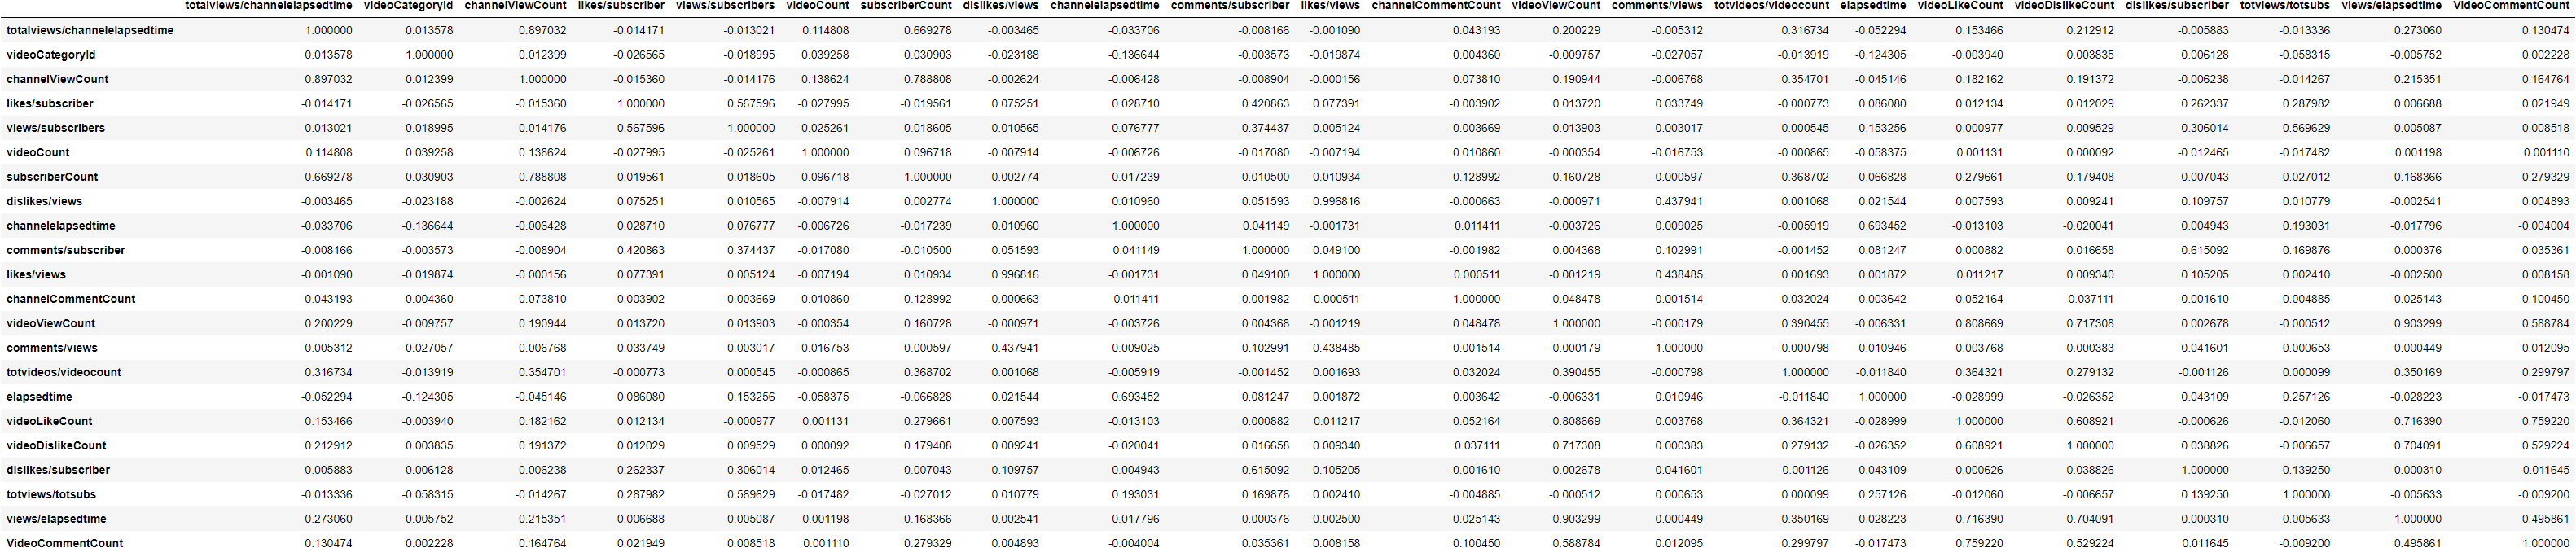 totalviews/channelelapsedtime videoCategoryId channelViewCount likes/subscriber views/subscribers videoCount subscriberCount dislikes/views channelelapsedtime comments/subscriber likes/views channelCommentCount videoViewCount comments/views totvideos/videocount elapsedtime videoLikeCount videoDislikeCount dislikes/subscriber totviews/totsubs views/elapsedtime VideoCommentCount
totalviews/channelelapsedtime 1.000000 0.013578 0.897032 -0.014171 -0.013021 0.114808 0.669278 -0.003465 -0.033706 -0.008166 -0.001090 0.043193 0.200229 -0.005312 0.316734 -0.052294 0.153466 0.212912 -0.005883 -0.013336 0.273060 0.130474
videoCategoryId 0.013578 1.000000 0.012399 -0.026565 -0.018995 0.039258 0.030903 -0.023188 -0.136644 -0.003573 -0.019874 0.004360 -0.009757 -0.027057 -0.013919 -0.124305 -0.003940 0.003835 0.006128 -0.058315 -0.005752 0.002228
channelViewCount 0.897032 0.012399 1.000000 -0.015360 -0.014176 0.138624 0.788808 -0.002624 -0.006428 -0.008904 -0.000156 0.073810 0.190944 -0.006768 0.354701 -0.045146 0.182162 0.191372 -0.006238 -0.014267 0.215351 0.164764
likes/subscriber -0.014171 -0.026565 -0.015360 1.000000 0.567596 -0.027995 -0.019561 0.075251 0.028710 0.420863 0.077391 -0.003902 0.013720 0.033749 -0.000773 0.086080 0.012134 0.012029 0.262337 0.287982 0.006688 0.021949
views/subscribers -0.013021 -0.018995 -0.014176 0.567596 1.000000 -0.025261 -0.018605 0.010565 0.076777 0.374437 0.005124 -0.003669 0.013903 0.003017 0.000545 0.153256 -0.000977 0.009529 0.306014 0.569629 0.005087 0.008518
videoCount 0.114808 0.039258 0.138624 -0.027995 -0.025261 1.000000 0.096718 -0.007914 -0.006726 -0.017080 -0.007194 0.010860 -0.000354 -0.016753 -0.000865 -0.058375 0.001131 0.000092 -0.012465 -0.017482 0.001198 0.001110
subscriberCount 0.669278 0.030903 0.788808 -0.019561 -0.018605 0.096718 1.000000 0.002774 -0.017239 -0.010500 0.010934 0.128992 0.160728 -0.000597 0.368702 -0.066828 0.279661 0.179408 -0.007043 -0.027012 0.168366 0.279329
dislikes/views -0.003465 -0.023188 -0.002624 0.075251 0.010565 -0.007914 0.002774 1.000000 0.010960 0.051593 0.996816 -0.000663 -0.000971 0.437941 0.001068 0.021544 0.007593 0.009241 0.109757 0.010779 -0.002541 0.004893
channelelapsedtime -0.033706 -0.136644 -0.006428 0.028710 0.076777 -0.006726 -0.017239 0.010960 1.000000 0.041149 -0.001731 0.011411 -0.003726 0.009025 -0.005919 0.693452 -0.013103 -0.020041 0.004943 0.193031 -0.017796 -0.004004
comments/subscriber -0.008166 -0.003573 -0.008904 0.420863 0.374437 -0.017080 -0.010500 0.051593 0.041149 1.000000 0.049100 -0.001982 0.004368 0.102991 -0.001452 0.081247 0.000882 0.016658 0.615092 0.169876 0.000376 0.035361
likes/views -0.001090 -0.019874 -0.000156 0.077391 0.005124 -0.007194 0.010934 0.996816 -0.001731 0.049100 1.000000 0.000511 -0.001219 0.438485 0.001693 0.001872 0.011217 0.009340 0.105205 0.002410 -0.002500 0.008158
channelCommentCount 0.043193 0.004360 0.073810 -0.003902 -0.003669 0.010860 0.128992 -0.000663 0.011411 -0.001982 0.000511 1.000000 0.048478 0.001514 0.032024 0.003642 0.052164 0.037111 -0.001610 -0.004885 0.025143 0.100450
videoViewCount 0.200229 -0.009757 0.190944 0.013720 0.013903 -0.000354 0.160728 -0.000971 -0.003726 0.004368 -0.001219 0.048478 1.000000 -0.000179 0.390455 -0.006331 0.808669 0.717308 0.002678 -0.000512 0.903299 0.588784
comments/views -0.005312 -0.027057 -0.006768 0.033749 0.003017 -0.016753 -0.000597 0.437941 0.009025 0.102991 0.438485 0.001514 -0.000179 1.000000 -0.000798 0.010946 0.003768 0.000383 0.041601 0.000653 0.000449 0.012095
totvideos/videocount 0.316734 -0.013919 0.354701 -0.000773 0.000545 -0.000865 0.368702 0.001068 -0.005919 -0.001452 0.001693 0.032024 0.390455 -0.000798 1.000000 -0.011840 0.364321 0.279132 -0.001126 0.000099 0.350169 0.299797
elapsedtime -0.052294 -0.124305 -0.045146 0.086080 0.153256 -0.058375 -0.066828 0.021544 0.693452 0.081247 0.001872 0.003642 -0.006331 0.010946 -0.011840 1.000000 -0.028999 -0.026352 0.043109 0.257126 -0.028223 -0.017473
videoLikeCount 0.153466 -0.003940 0.182162 0.012134 -0.000977 0.001131 0.279661 0.007593 -0.013103 0.000882 0.011217 0.052164 0.808669 0.003768 0.364321 -0.028999 1.000000 0.608921 -0.000626 -0.012060 0.716390 0.759220
videoDislikeCount 0.212912 0.003835 0.191372 0.012029 0.009529 0.000092 0.179408 0.009241 -0.020041 0.016658 0.009340 0.037111 0.717308 0.000383 0.279132 -0.026352 0.608921 1.000000 0.038826 -0.006657 0.704091 0.529224
dislikes/subscriber -0.005883 0.006128 -0.006238 0.262337 0.306014 -0.012465 -0.007043 0.109757 0.004943 0.615092 0.105205 -0.001610 0.002678 0.041601 -0.001126 0.043109 -0.000626 0.038826 1.000000 0.139250 0.000310 0.011645
totviews/totsubs -0.013336 -0.058315 -0.014267 0.287982 0.569629 -0.017482 -0.027012 0.010779 0.193031 0.169876 0.002410 -0.004885 -0.000512 0.000653 0.000099 0.257126 -0.012060 -0.006657 0.139250 1.000000 -0.005633 -0.009200
views/elapsedtime 0.273060 -0.005752 0.215351 0.006688 0.005087 0.001198 0.168366 -0.002541 -0.017796 0.000376 -0.002500 0.025143 0.903299 0.000449 0.350169 -0.028223 0.716390 0.704091 0.000310 -0.005633 1.000000 0.495861
VideoCommentCount 0.130474 0.002228 0.164764 0.021949 0.008518 0.001110 0.279329 0.004893 -0.004004 0.035361 0.008158 0.100450 0.588784 0.012095 0.299797 -0.017473 0.759220 0.529224 0.011645 -0.009200 0.495861 1.000000